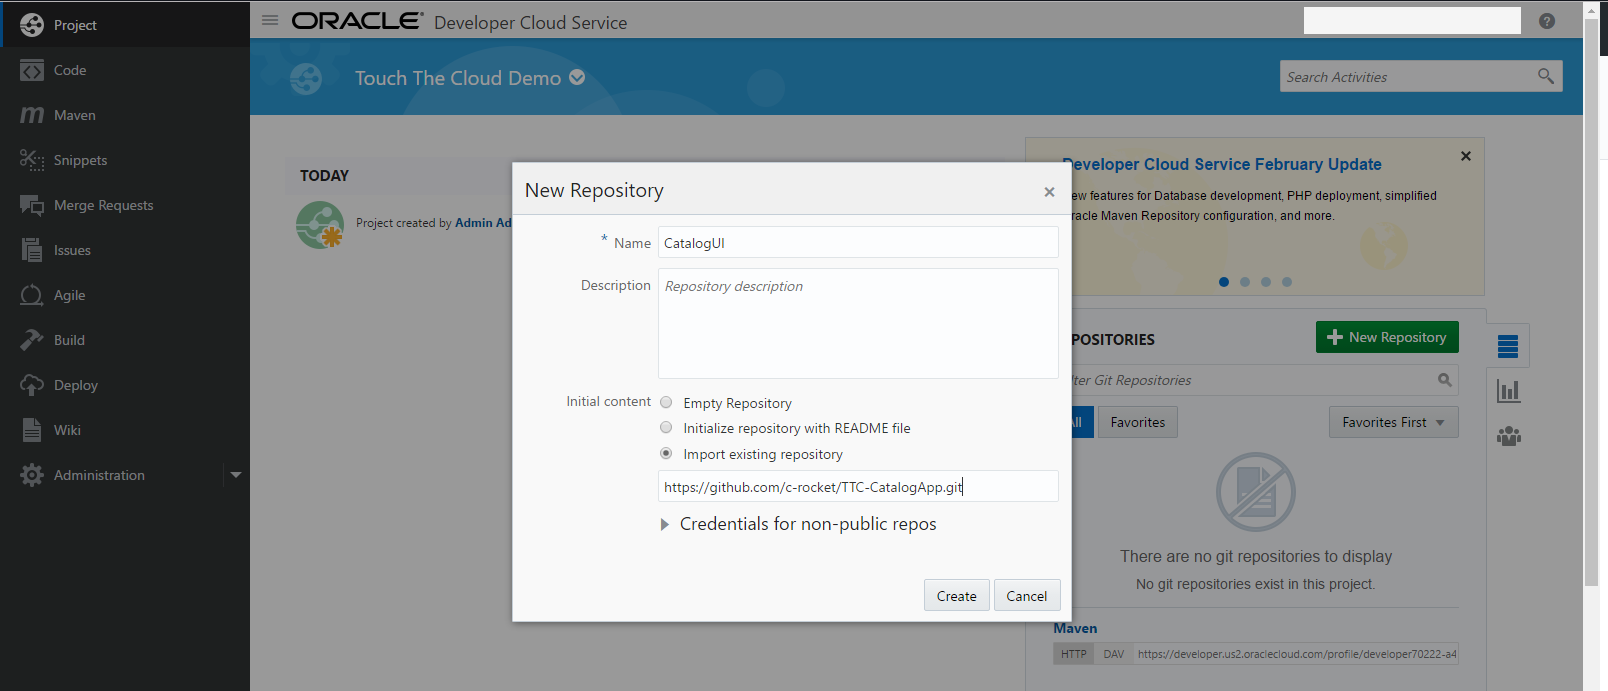 Project
Code
Maven
Snippets
Merge Requests
Issues
Agile
Build
Deploy
Wiki
Administration
ORACLE® Developer Cloud Service
Touch The Cloud Demo
Search Activities
TODAY
Project created by Admin Ad
New Repository
* Name
CatalogUI
Description
Repository description
Initial content
Empty Repository
Initialize repository with README file
Import existing repository
https://github.com/c-rocket/TTC-CatalogApp.git
Credentials for non-public repos
Create
Cancel
Developer Cloud Service February Update
ew features for Database development, PHP deployment, simplified
racle Maven Repository configuration, and more.
POSITORIES
New Repository
lter Git Repositories
All
Favorites
Favorites First
There are no git repositories to display
No git repositories exist in this project.
Maven
HTTP DAV https://developer.us2.oraclecloud.com/profile/developer70222-a4